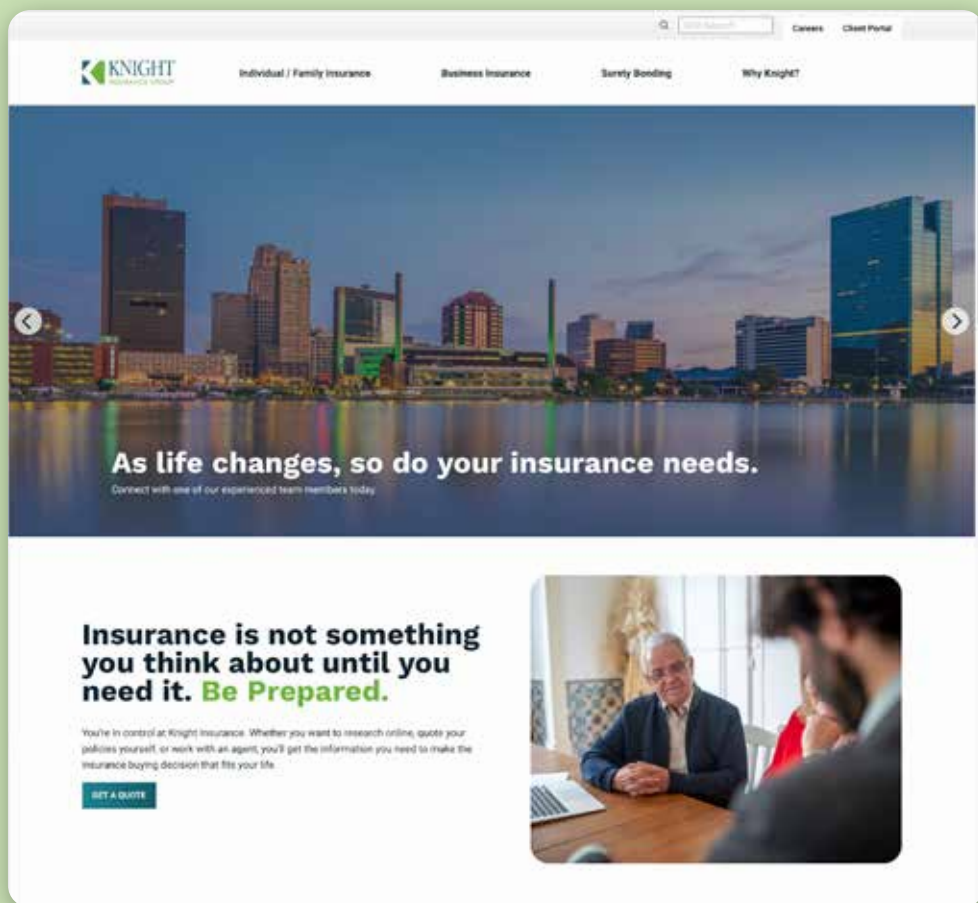 Careers Client Portal
KNIGHT
INSURANCE GROUP
Individual / Family Insurance Business Insurance Surety Bonding Why Knight?
As life changes, so do your insurance needs.
Connect with one of our experienced team members today.
Insurance is not something
you think about until you
need it. Be Prepared.
You're in control at Knight Insurance. Whether you want to research online, quote your
policies yourself, or work with an agent, you'll get the information you need to make the
insurance buying decision that fits your life.
GET A QUOTE